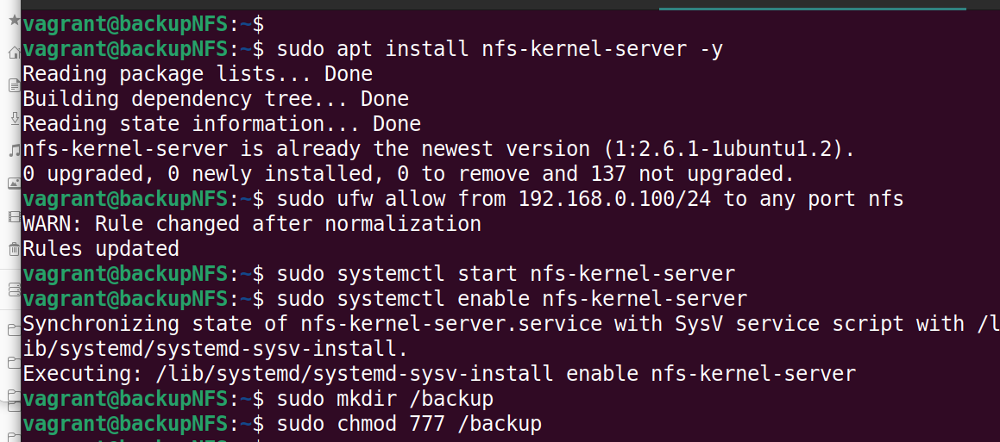 vagrant@backupNFS:~$
vagrant@backupNFS:~$ sudo apt install nfs-kernel-server -y
Reading package lists... Done
Building dependency tree... Done
Reading state information... Done
nfs-kernel-server is already the newest version (1:2.6.1-1ubuntu1.2).
0 upgraded, 0 newly installed, 0 to remove and 137 not upgraded.
vagrant@backupNFS:~$ sudo ufw allow from 192.168.0.100/24 to any port nfs
WARN: Rule changed after normalization
Rules updated
vagrant@backupNFS:~$ sudo systemctl start nfs-kernel-server
vagrant@backupNFS:~$ sudo systemctl enable nfs-kernel-server
Synchronizing state of nfs-kernel-server.service with SysV service script with /l
ib/systemd/systemd-sysv-install.
Executing: /lib/systemd/systemd-sysv-install enable nfs-kernel-server
vagrant@backupNFS:~$ sudo mkdir /backup
vagrant@backupNFS:~$ sudo chmod 777 /backup